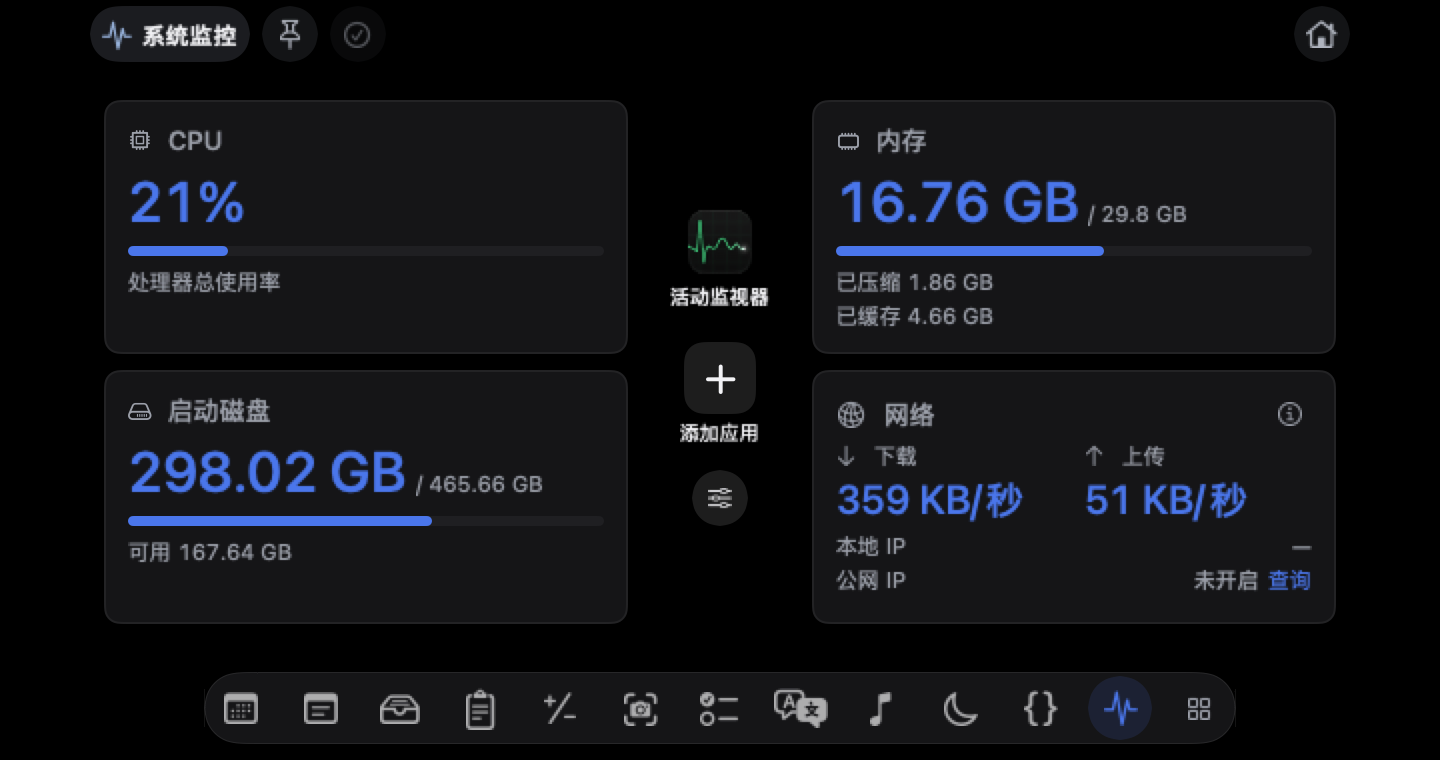 系统监控
CPU
21%
处理器总使用率
内存
16.76 GB / 29.8 GB
已压缩 1.86 GB
已缓存 4.66 GB
活动监视器
添加应用
启动磁盘
298.02 GB / 465.66 GB
可用 167.64 GB
网络
↓ 下载
359 KB/秒
↑ 上传
51 KB/秒
本地 IP —
公网 IP 未开启 查询